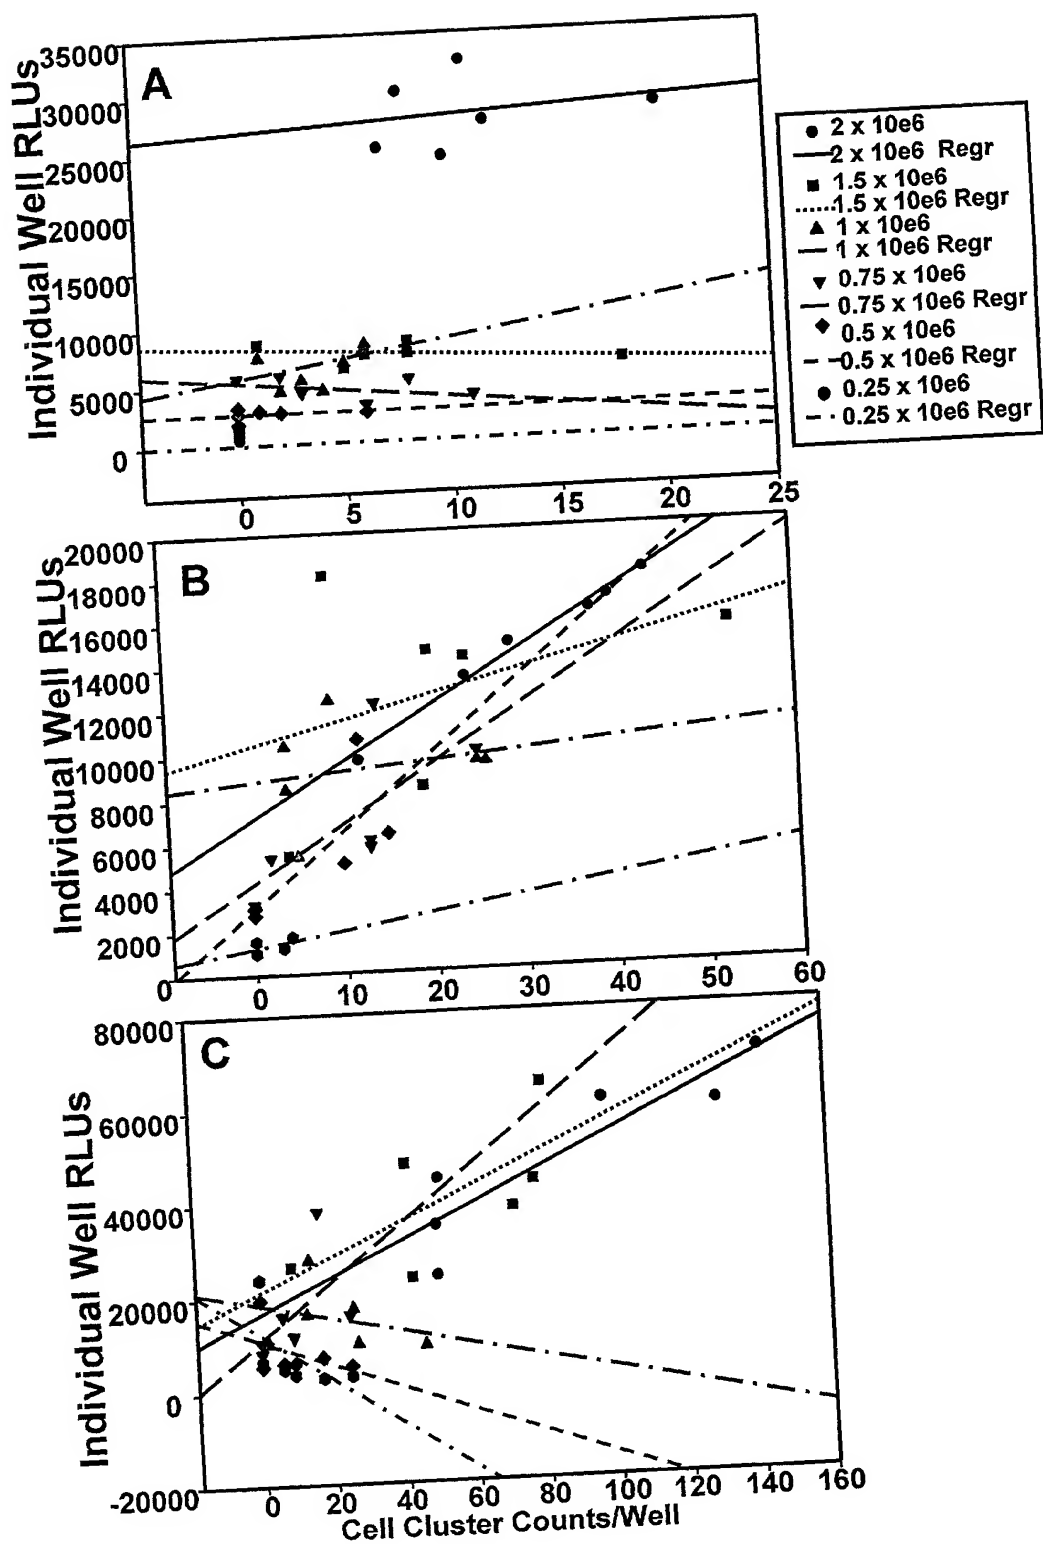 A
Individual Well RLUs
35000
30000
25000
20000
15000
10000
5000
0
0 5 10 15 20 25
2 x 10e6
2 x 10e6 Regr
1.5 x 10e6
1.5 x 10e6 Regr
1 x 10e6
1 x 10e6 Regr
0.75 x 10e6
0.75 x 10e6 Regr
0.5 x 10e6
0.5 x 10e6 Regr
0.25 x 10e6
0.25 x 10e6 Regr
B
Individual Well RLUs
20000
18000
16000
14000
12000
10000
8000
6000
4000
2000
0
0 10 20 30 40 50 60
C
Individual Well RLUs
80000
60000
40000
20000
0
-20000
0 20 40 60 80 100 120 140 160
Cell Cluster Counts/Well